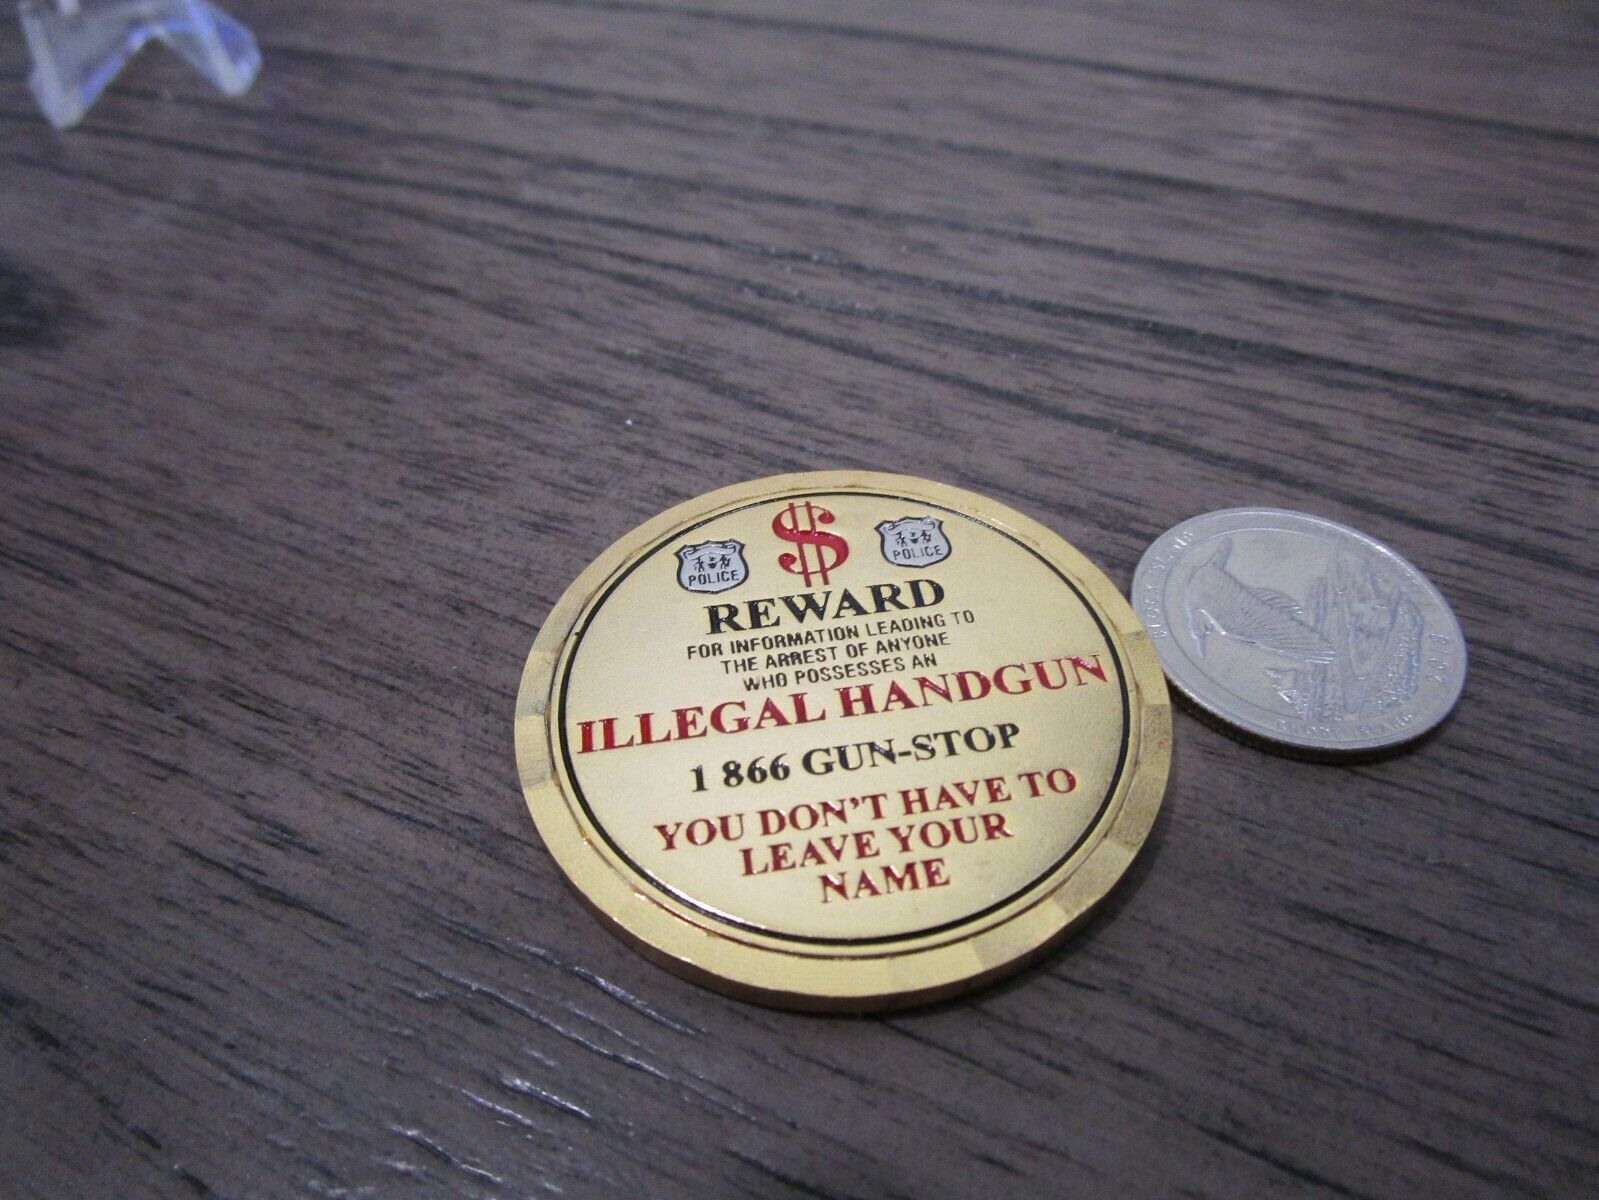 $
POLICE
POLICE
REWARD
FOR INFORMATION LEADING TO
THE ARREST OF ANYONE
WHO POSSESSES AN
ILLEGAL HANDGUN
1 866 GUN-STOP
YOU DON'T HAVE TO
LEAVE YOUR
NAME